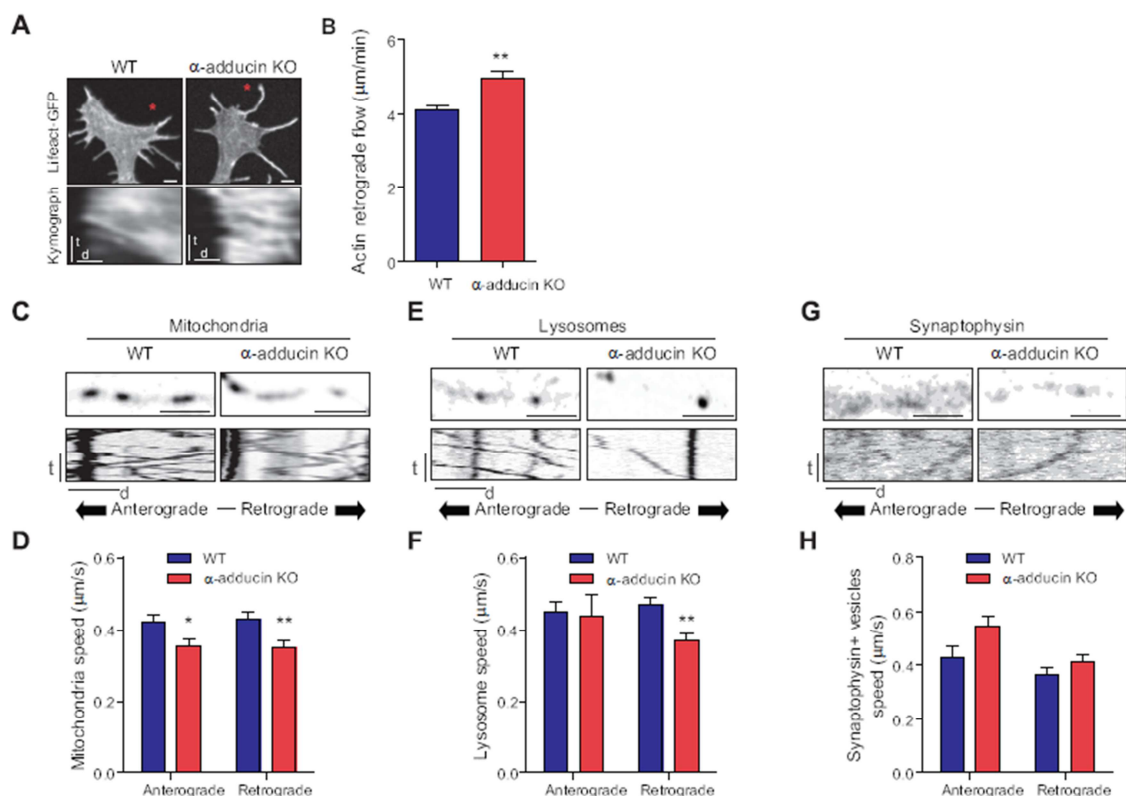 A
WT
α-adducin KO
Lifeact-GFP
*
*
Kymograph
t
d
t
d
B
Actin retrograde flow (µm/min)
6
4
2
0
**
WT
α-adducin KO
C
Mitochondria
WT
α-adducin KO
t
d
Anterograde — Retrograde
E
Lysosomes
WT
α-adducin KO
t
d
Anterograde — Retrograde
G
Synaptophysin
WT
α-adducin KO
t
d
Anterograde — Retrograde
D
Mitochondria speed (µm/s)
0.6
0.4
0.2
0.0
WT
α-adducin KO
*
**
Anterograde
Retrograde
F
Lysosome speed (µm/s)
0.6
0.4
0.2
0.0
WT
α-adducin KO
**
Anterograde
Retrograde
H
Synaptophysin+ vesicles
speed (µm/s)
0.8
0.6
0.4
0.2
0.0
WT
α-adducin KO
Anterograde
Retrograde